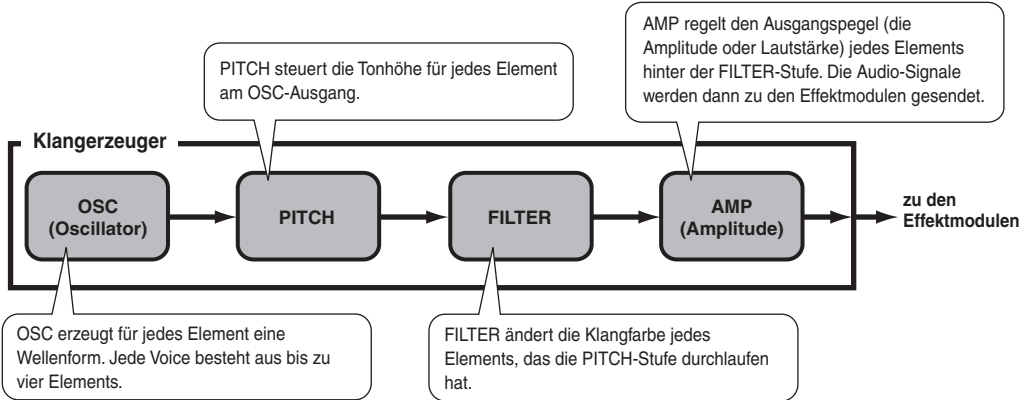 AMP regelt den Ausgangspegel (die
Amplitude oder Lautstärke) jedes Elements
hinter der FILTER-Stufe. Die Audio-Signale
werden dann zu den Effektmodulen gesendet.
PITCH steuert die Tonhöhe für jedes Element
am OSC-Ausgang.
Klangerzeuger
OSC
(Oscillator)
PITCH
FILTER
AMP
(Amplitude)
zu den
Effektmodulen
OSC erzeugt für jedes Element eine
Wellenform. Jede Voice besteht aus bis zu
vier Elements.
FILTER ändert die Klangfarbe jedes
Elements, das die PITCH-Stufe durchlaufen
hat.